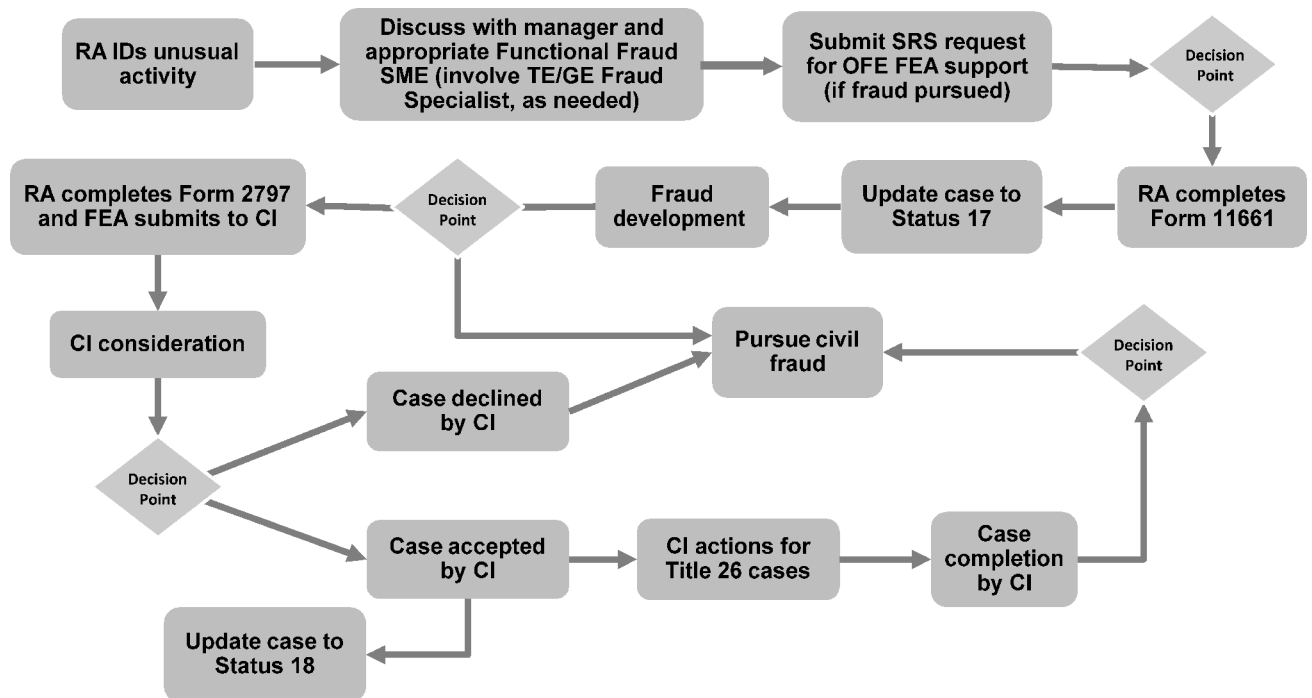 RA IDs unusual
activity
Discuss with manager and
appropriate Functional Fraud
SME (involve TE/GE Fraud
Specialist, as needed)
Submit SRS request
for OFE FEA support
(if fraud pursued)
Decision
Point
RA completes Form 2797
and FEA submits to CI
Decision
Point
Fraud
development
Update case to
Status 17
RA completes
Form 11661
CI consideration
Pursue civil
fraud
Decision
Point
Case declined
by CI
Decision
Point
Case accepted
by CI
CI actions for
Title 26 cases
Case
completion
by CI
Update case to
Status 18